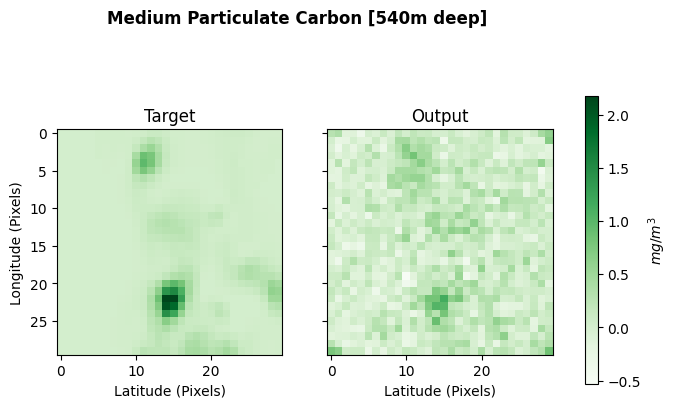 Medium Particulate Carbon [540m deep]
Target
Output
0
5
10
15
20
25
Longitude (Pixels)
0
10
20
Latitude (Pixels)
0
10
20
Latitude (Pixels)
2.0
1.5
1.0
0.5
0.0
−0.5
mg/m³